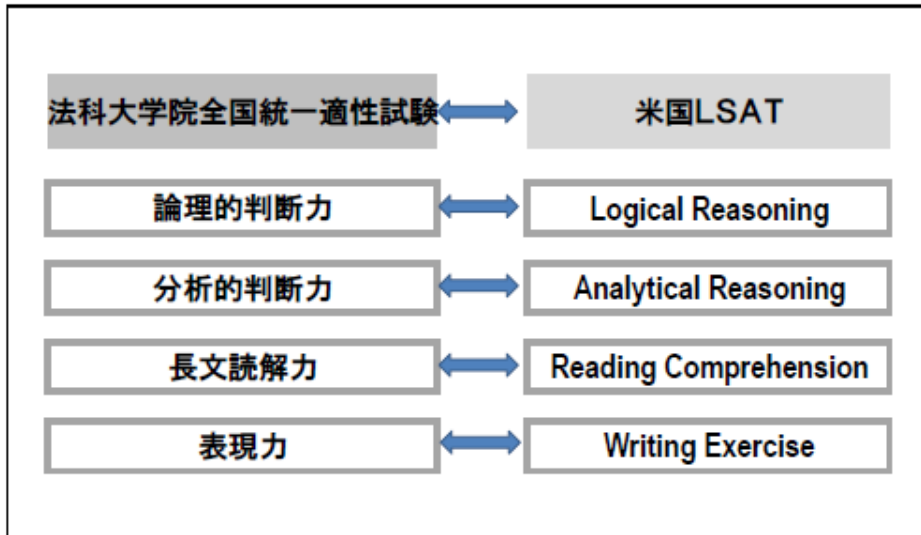 法科大学院全国統一適性試験
米国LSAT
論理的判断力
Logical Reasoning
分析的判断力
Analytical Reasoning
長文読解力
Reading Comprehension
表現力
Writing Exercise